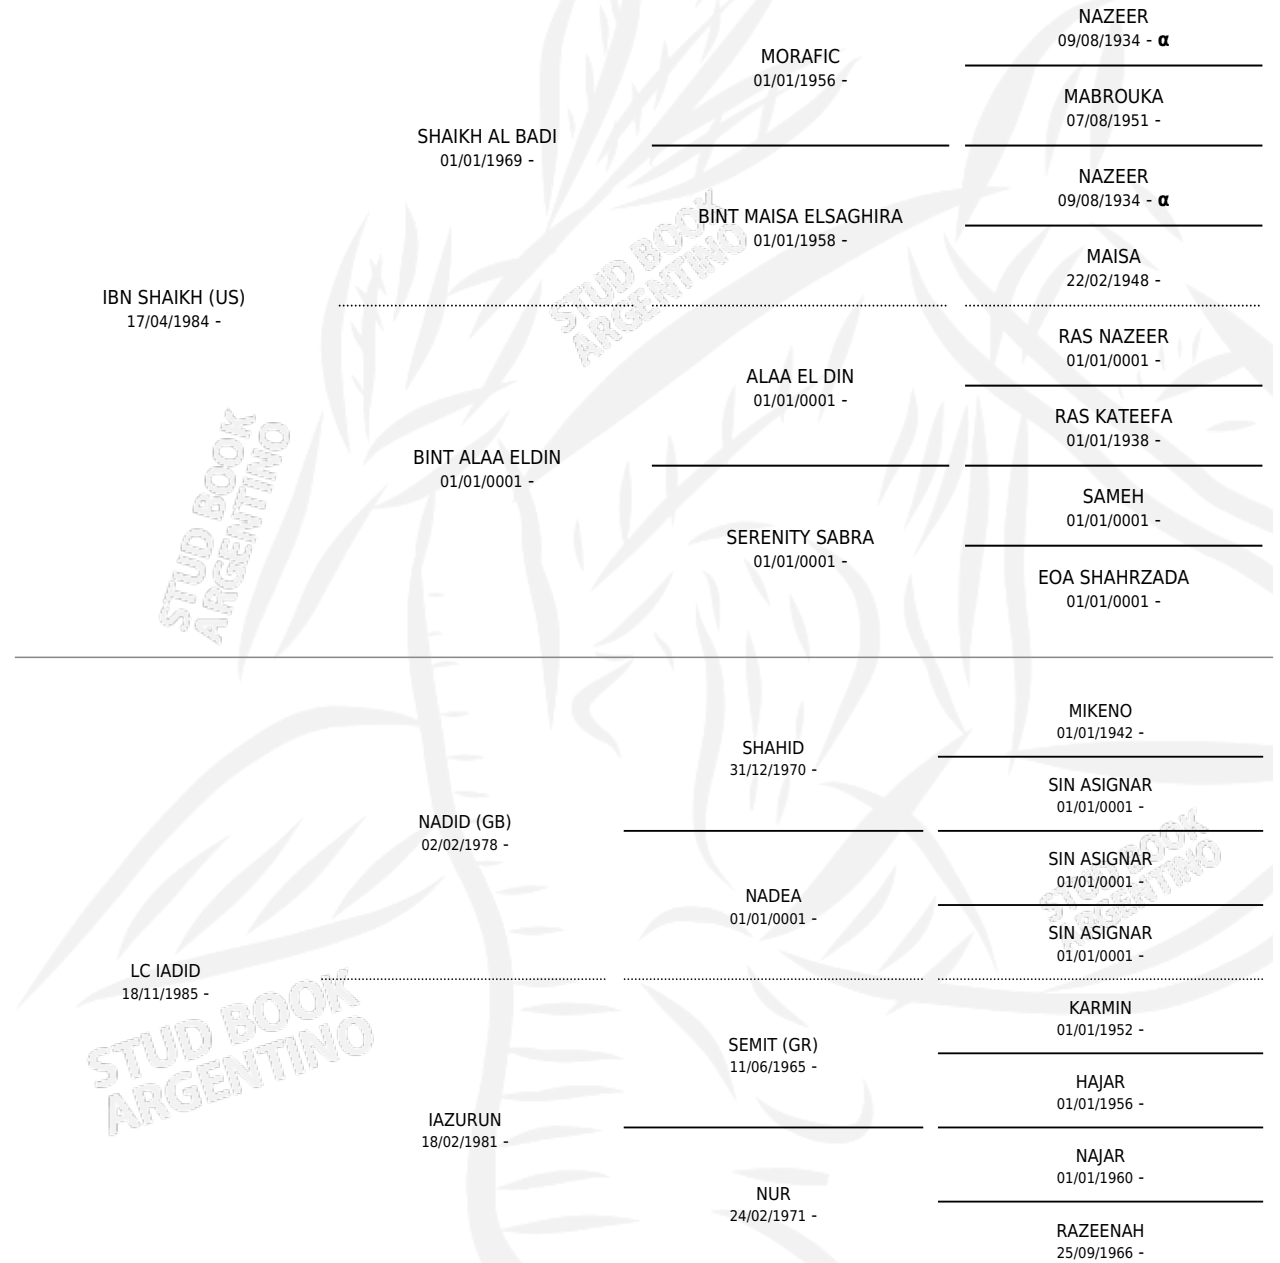 NAZEER
09/08/1934 - α
MORAFIC
01/01/1956 -
MABROUKA
07/08/1951 -
SHAIKH AL BADI
01/01/1969 -
NAZEER
09/08/1934 - α
BINT MAISA ELSAGHIRA
01/01/1958 -
MAISA
22/02/1948 -
IBN SHAIKH (US)
17/04/1984 -
RAS NAZEER
01/01/0001 -
ALAA EL DIN
01/01/0001 -
RAS KATEEFA
01/01/1938 -
BINT ALAA ELDIN
01/01/0001 -
SAMEH
01/01/0001 -
SERENITY SABRA
01/01/0001 -
EOA SHAHRZADA
01/01/0001 -
MIKENO
01/01/1942 -
SHAHID
31/12/1970 -
SIN ASIGNAR
01/01/0001 -
NADID (GB)
02/02/1978 -
SIN ASIGNAR
01/01/0001 -
NADEA
01/01/0001 -
SIN ASIGNAR
01/01/0001 -
LC IADID
18/11/1985 -
KARMIN
01/01/1952 -
SEMIT (GR)
11/06/1965 -
HAJAR
01/01/1956 -
IAZURUN
18/02/1981 -
NAJAR
01/01/1960 -
NUR
24/02/1971 -
RAZEENAH
25/09/1966 -
STUD BOOK
ARGENTINO
STUD BOOK
ARGENTINO
STUD BOOK
ARGENTINO
STUD BOOK
ARGENTINO